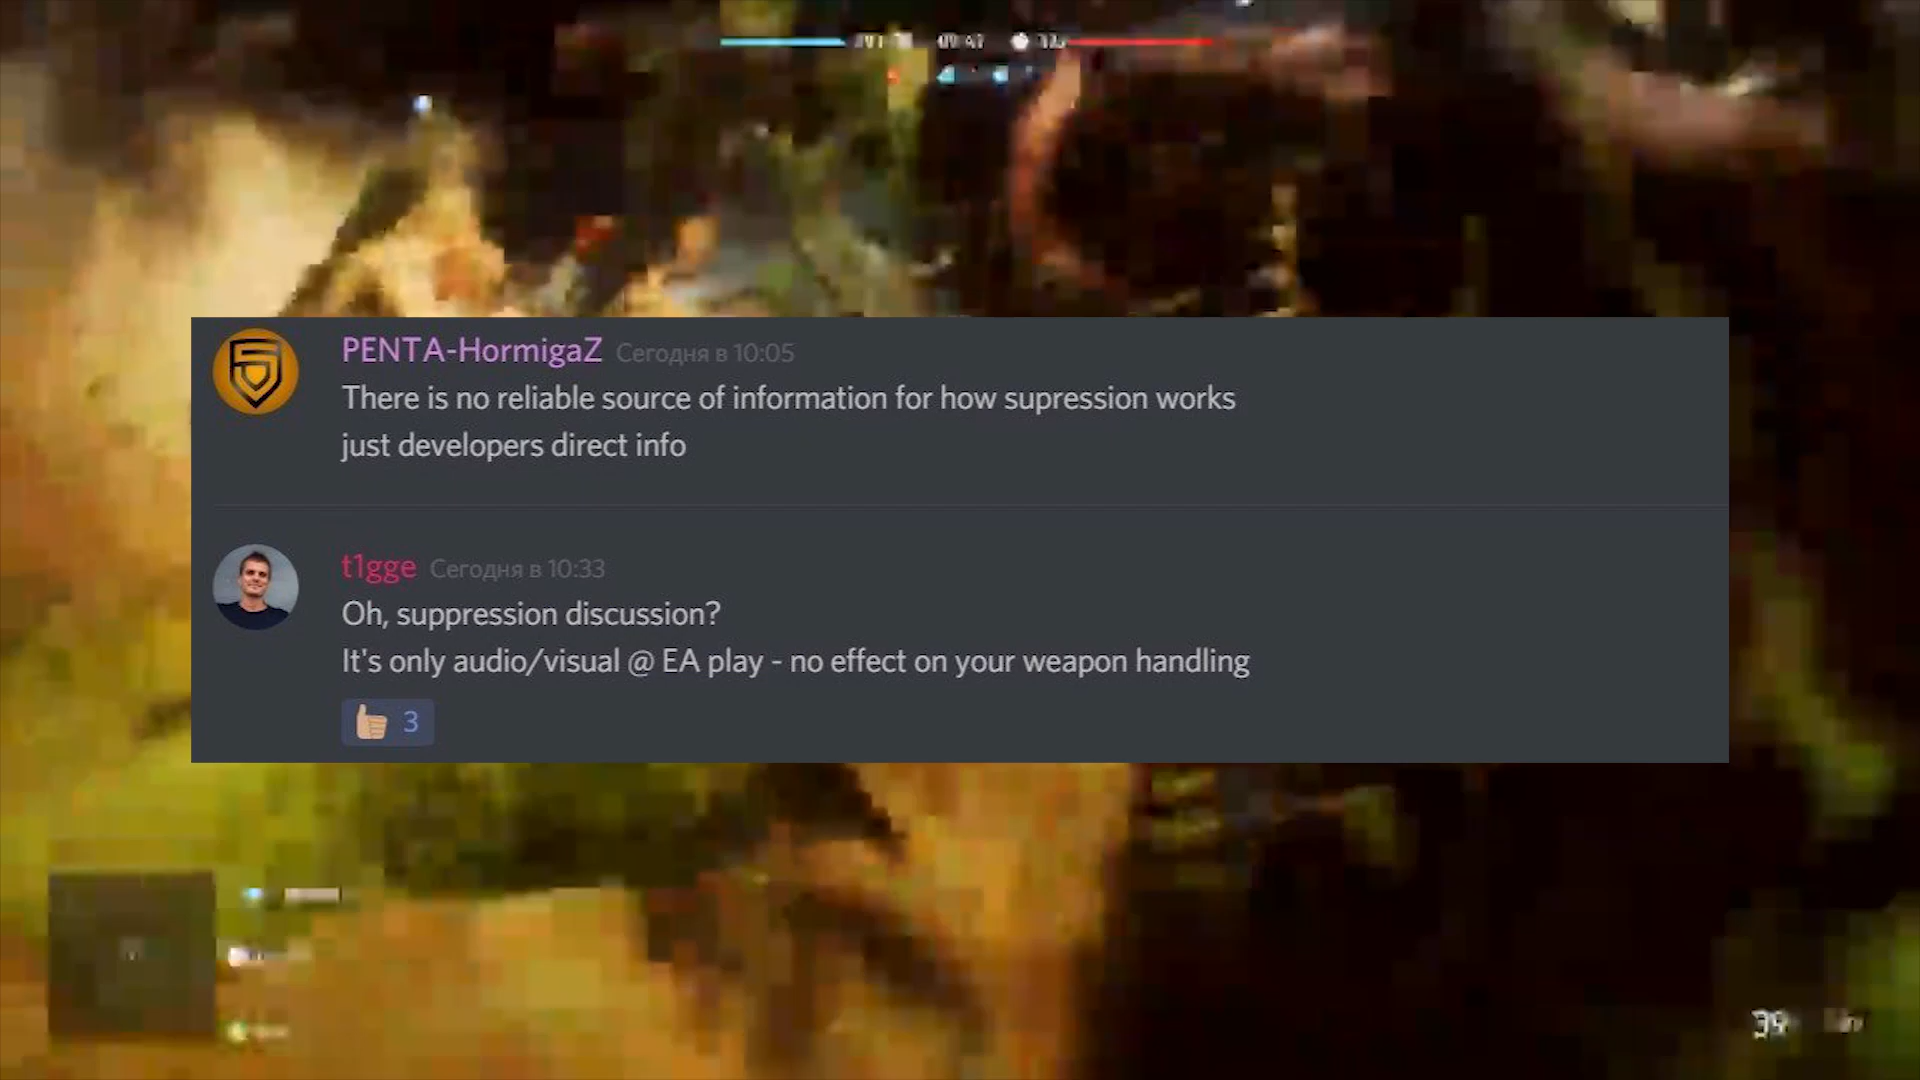 PENTA-HormigaZ Сегодня в 10:05
There is no reliable source of information for how supression works
just developers direct info
t1gge Сегодня в 10:33
Oh, suppression discussion?
It's only audio/visual @ EA play - no effect on your weapon handling
3
39